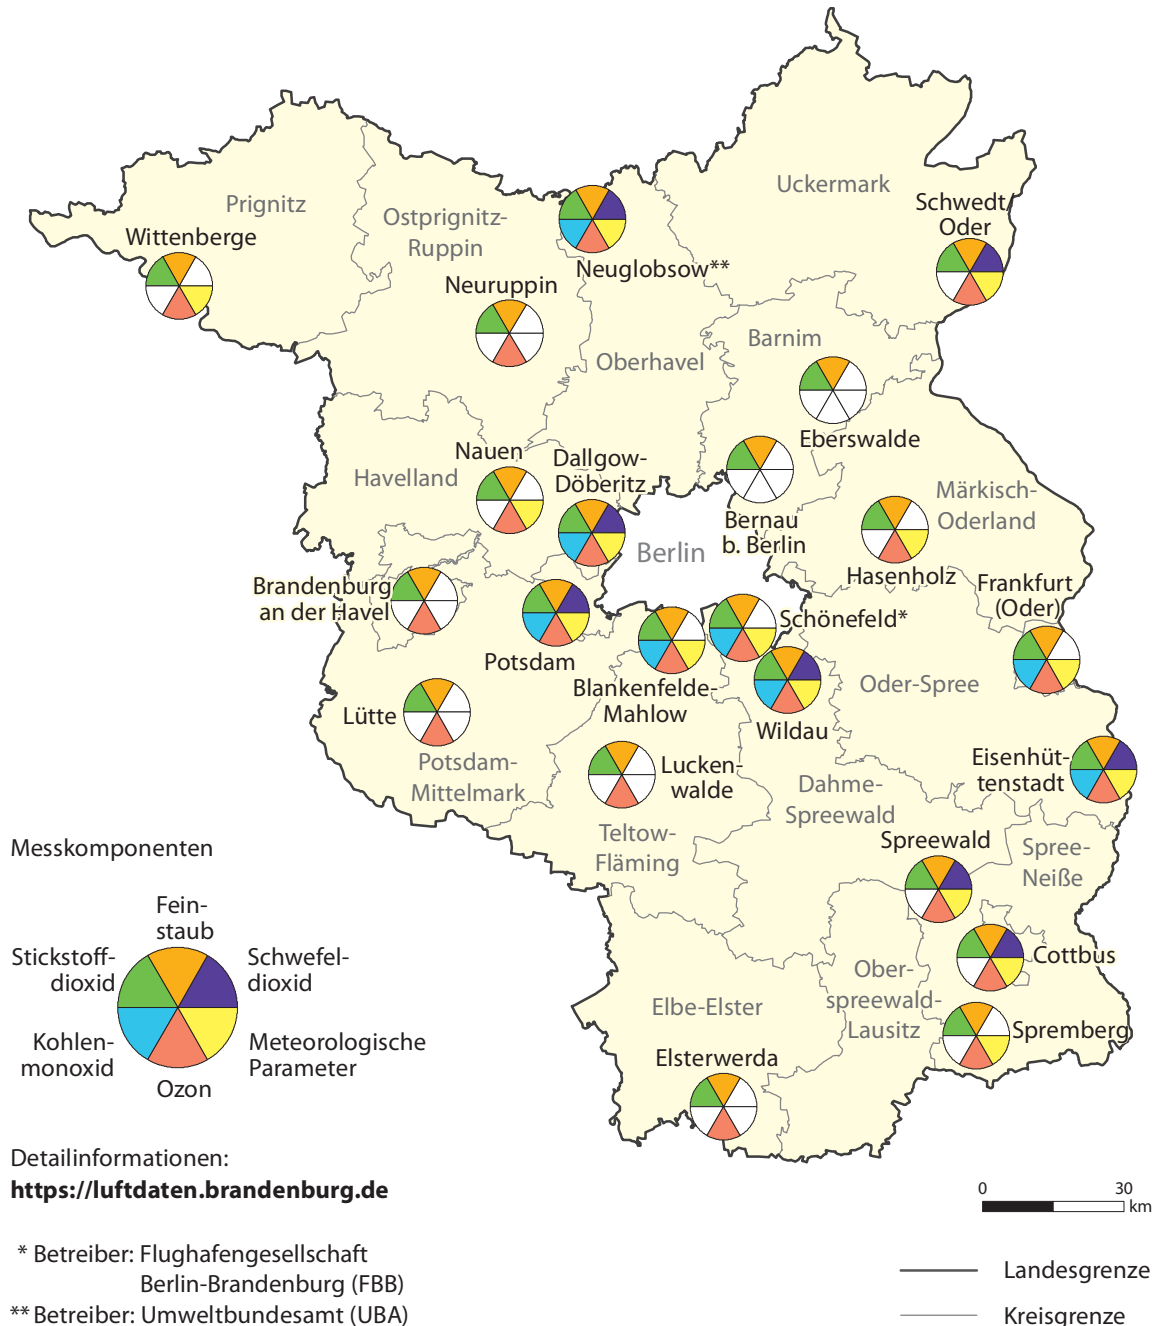 Uckermark
Prignitz
Schwedt/
Oder
Ostprignitz-
Ruppin
Wittenberge
Neuglobsow**
Neuruppin
Barnim
Oberhavel
Eberswalde
Nauen
Dallgow-
Döberitz
Havelland
Märkisch-
Oderland
Bernau
b. Berlin
Berlin
Hasenholz
Frankfurt
(Oder)
Brandenburg
an der Havel
Schönefeld*
Potsdam
Blankenfelde-
Mahlow
Oder-Spree
Wildau
Lütte
Eisenhüt-
tenstadt
Potsdam-
Mittelmark
Lucken-
walde
Dahme-
Spreewald
Teltow-
Fläming
Spreewald
Spree-
Neiße
Cottbus
Ober-
spreewald-
Lausitz
Elbe-Elster
Spremberg
Elsterwerda
Messkomponenten
Fein-
staub
Stickstoff-
dioxid
Schwefel-
dioxid
Kohlen-
monoxid
Meteorologische
Parameter
Ozon
Detailinformationen:
https://luftdaten.brandenburg.de
0 30
km
* Betreiber: Flughafengesellschaft
Berlin-Brandenburg (FBB)
** Betreiber: Umweltbundesamt (UBA)
Landesgrenze
Kreisgrenze